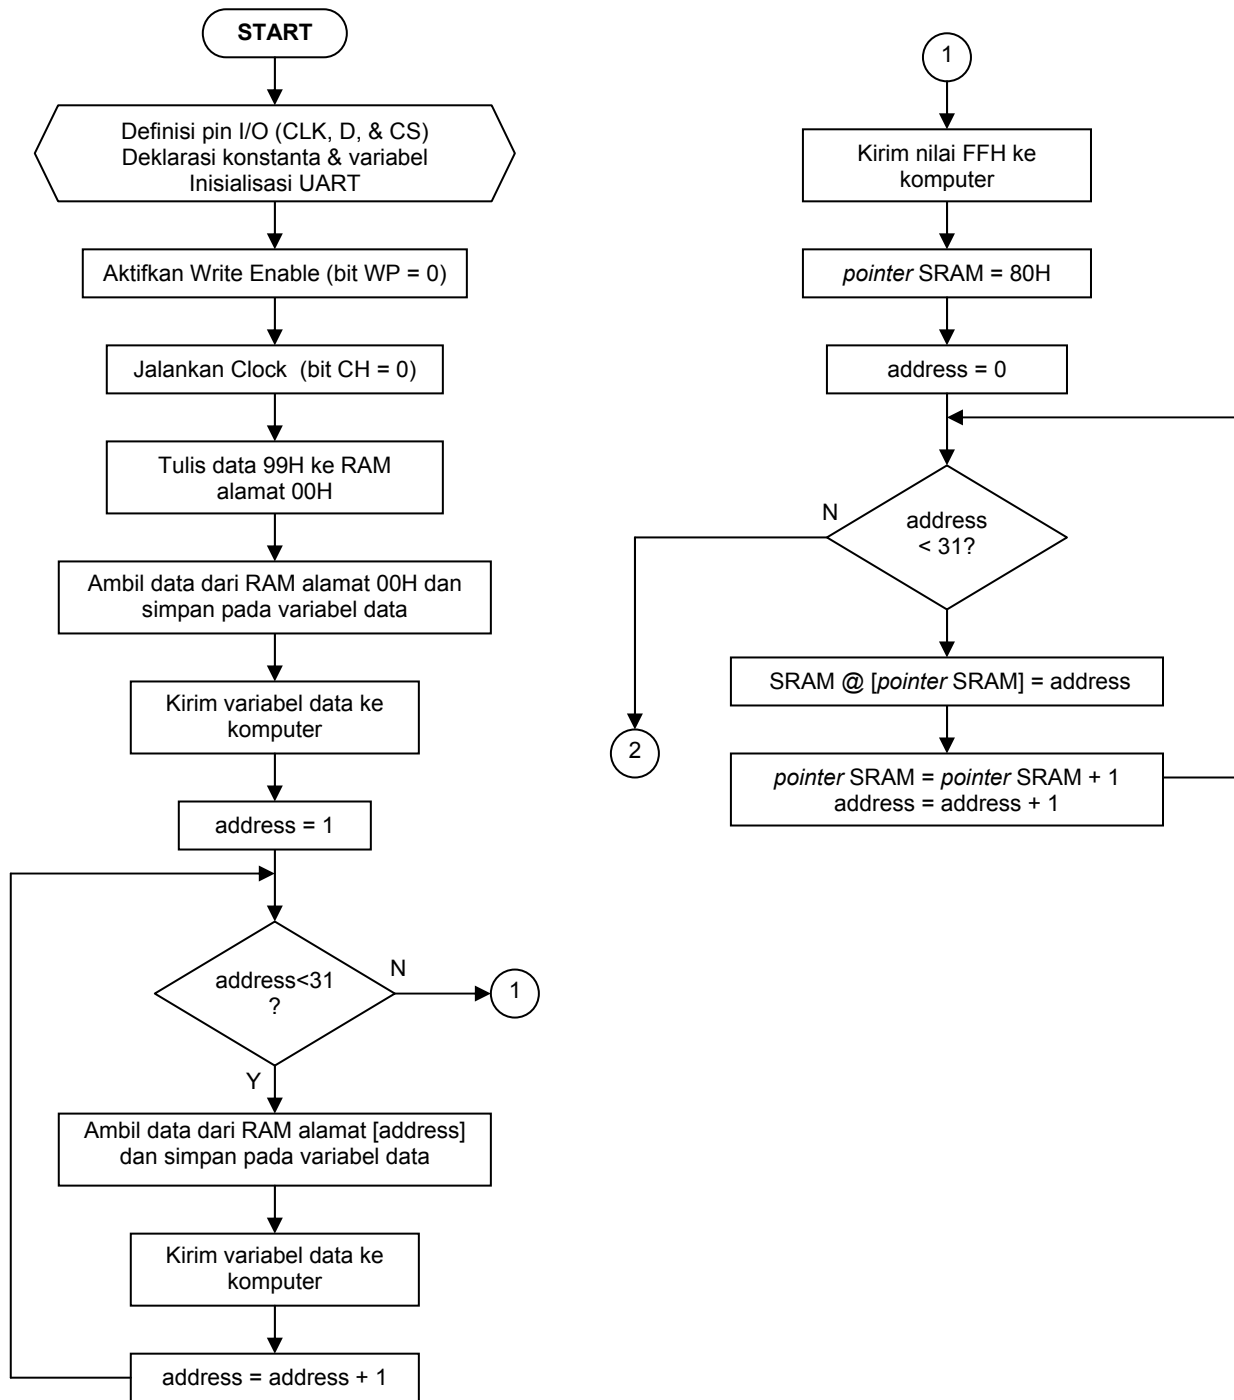 START
Definisi pin I/O (CLK, D, & CS)
Deklarasi konstanta & variabel
Inisialisasi UART
Aktifkan Write Enable (bit WP = 0)
Jalankan Clock (bit CH = 0)
Tulis data 99H ke RAM
alamat 00H
Ambil data dari RAM alamat 00H dan
simpan pada variabel data
Kirim variabel data ke
komputer
address = 1
address<31
?
N
1
Y
Ambil data dari RAM alamat [address]
dan simpan pada variabel data
Kirim variabel data ke
komputer
address = address + 1
1
Kirim nilai FFH ke
komputer
pointer SRAM = 80H
address = 0
N
address
< 31?
2
SRAM @ [pointer SRAM] = address
pointer SRAM = pointer SRAM + 1
address = address + 1